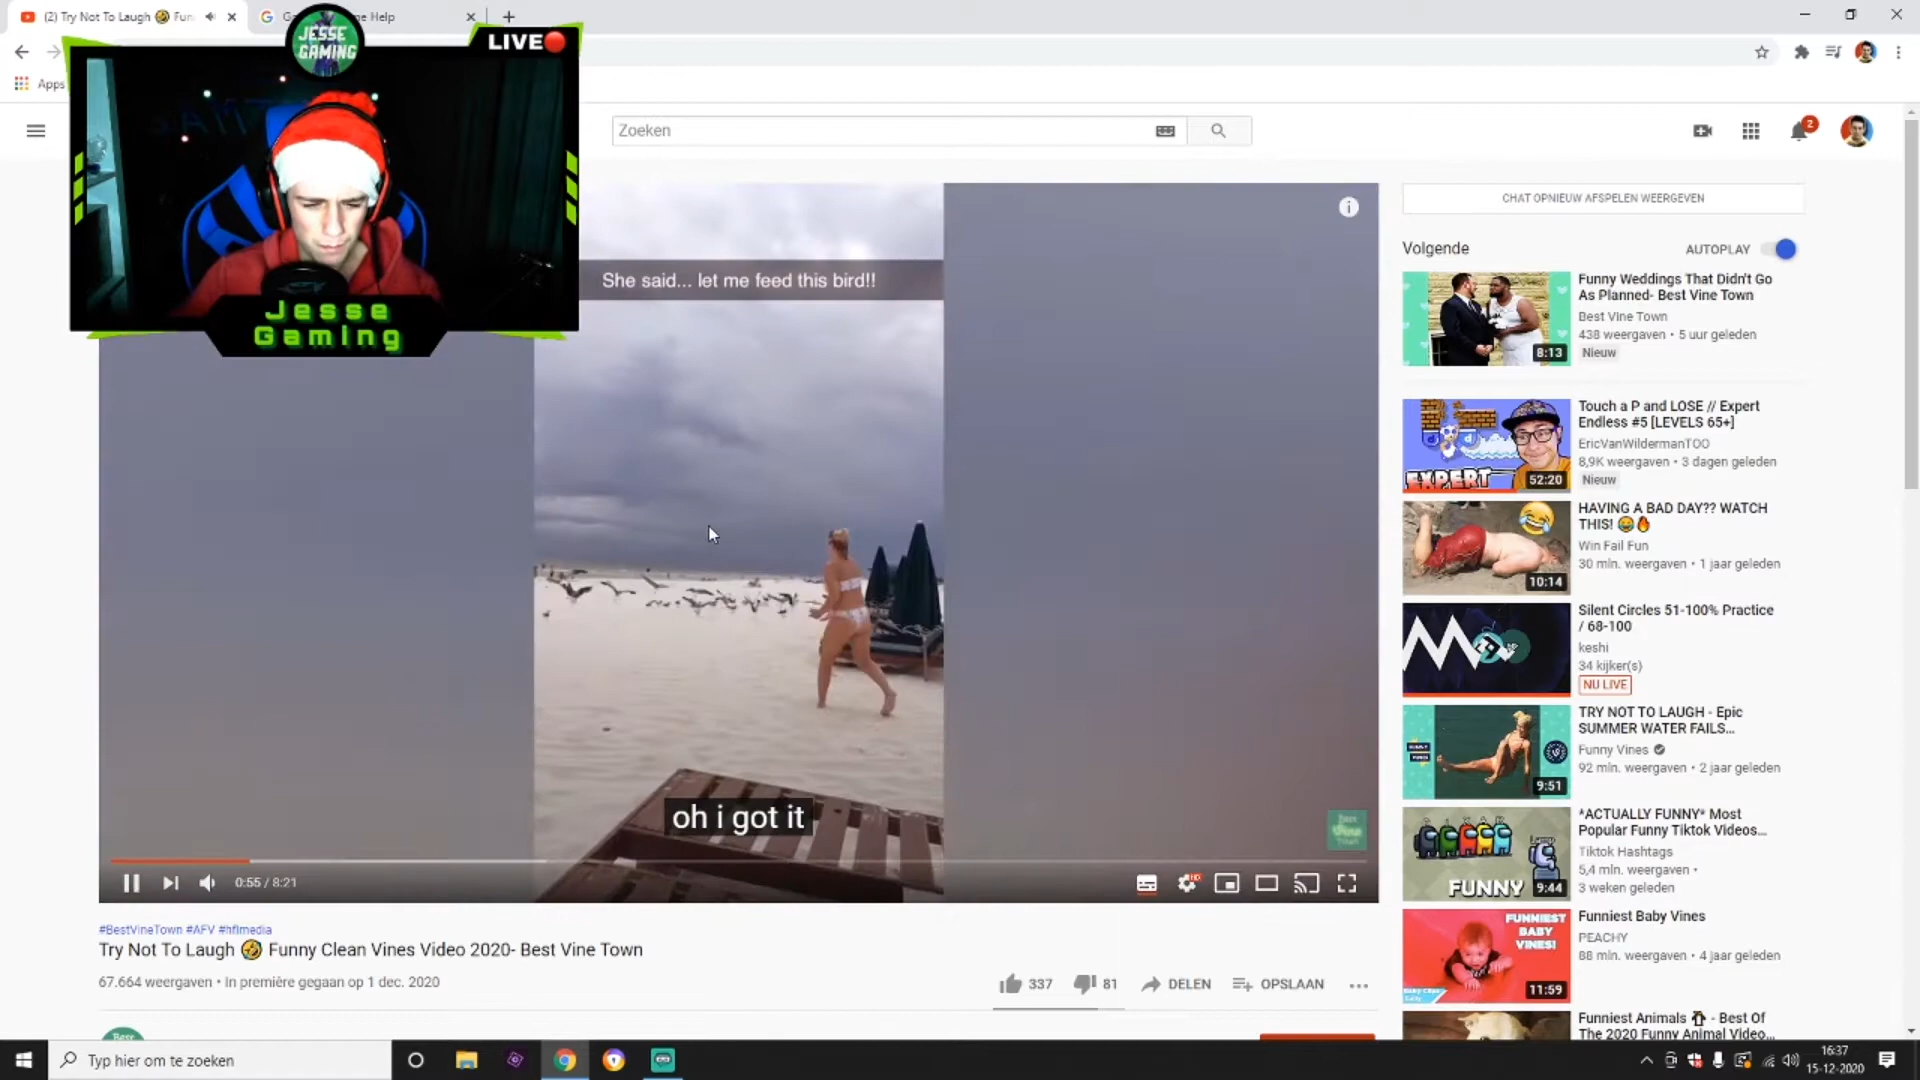 (2) Try Not To Laugh 🤣 Fun
Help
Apps
JESSE
GAMING
LIVE
Jesse
Gaming
Zoeken
2
She said... let me feed this bird!!
oh i got it
0:55 / 8:21
HD
#BestVineTown #AFV #hflmedia
Try Not To Laugh 🤣 Funny Clean Vines Video 2020- Best Vine Town
67.664 weergaven • In première gegaan op 1 dec. 2020
337
81
DELEN
OPSLAAN
CHAT OPNIEUW AFSPELEN WEERGEVEN
Volgende
AUTOPLAY
8:13
Funny Weddings That Didn't Go
As Planned- Best Vine Town
Best Vine Town
438 weergaven • 5 uur geleden
Nieuw
EXPERT
52:20
Touch a P and LOSE // Expert
Endless #5 [LEVELS 65+]
EricVanWildermanTOO
8,9K weergaven • 3 dagen geleden
Nieuw
10:14
HAVING A BAD DAY?? WATCH
THIS! 😂🔥
Win Fail Fun
30 mln. weergaven • 1 jaar geleden
Silent Circles 51-100% Practice
/ 68-100
keshi
34 kijker(s)
NU LIVE
9:51
TRY NOT TO LAUGH - Epic
SUMMER WATER FAILS...
Funny Vines
92 mln. weergaven • 2 jaar geleden
FUNNY
9:44
*ACTUALLY FUNNY* Most
Popular Funny Tiktok Videos...
Tiktok Hashtags
5,4 mln. weergaven •
3 weken geleden
FUNNIEST
BABY
VINES!
11:59
Funniest Baby Vines
PEACHY
88 mln. weergaven • 4 jaar geleden
Funniest Animals 🐧 - Best Of
The 2020 Funny Animal Video...
Typ hier om te zoeken
16:37
15-12-2020